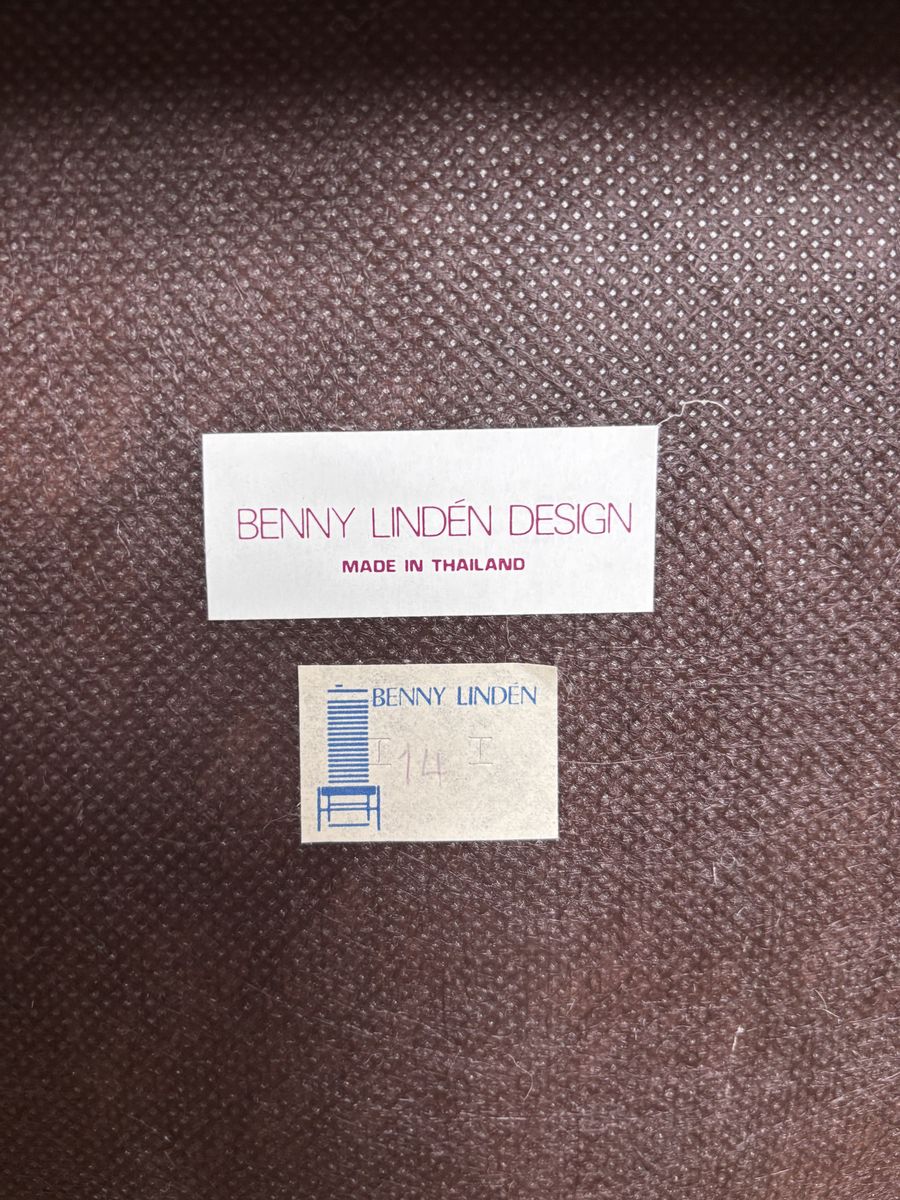 BENNY LINDÉN DESIGN
MADE IN THAILAND
BENNY LINDÉN
I 14 I